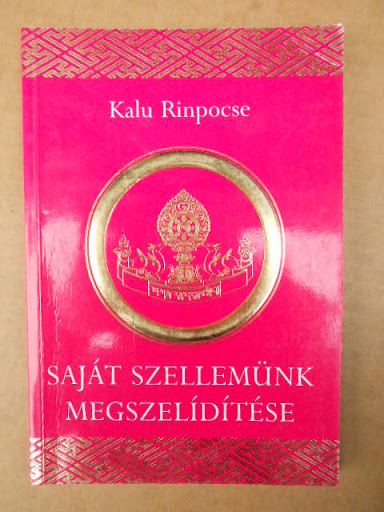 Kalu Rinpocse
SAJÁT SZELLEMÜNK
MEGSZELÍDÍTÉSE